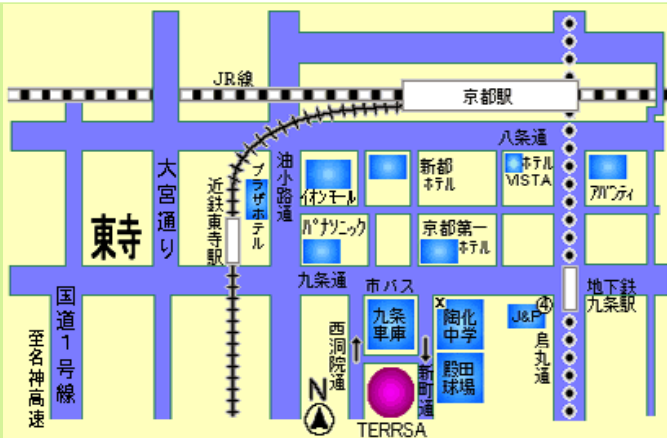 JR線
京都駅
八条通
大宮通り
近鉄東寺駅
プラザホテル
油小路通
イオンモール
新都
ホテル
ホテル
VISTA
アバンティ
東寺
パナソニック
京都第一
ホテル
九条通
市バス
地下鉄
九条駅
国道1号線
至名神高速
西洞院通
九条
車庫
x
陶化
中学
J&P
④
烏丸通
新町通
殿田
球場
N
TERRSA